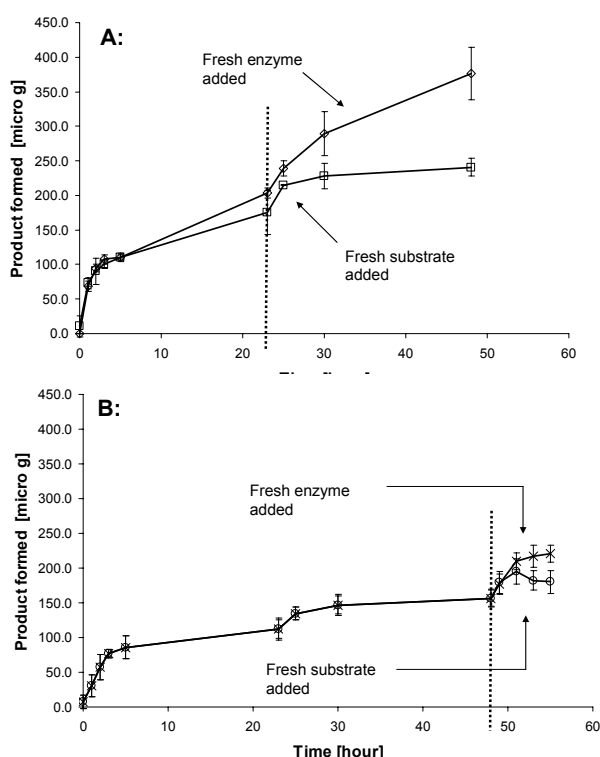 A:
Product formed [micro g]
450.0
400.0
350.0
300.0
250.0
200.0
150.0
100.0
50.0
0.0
Fresh enzyme
added
Fresh substrate
added
0 10 20 30 40 50 60
B:
Product formed [micro g]
450.0
400.0
350.0
300.0
250.0
200.0
150.0
100.0
50.0
0.0
Fresh enzyme
added
Fresh substrate
added
0 10 20 30 40 50 60
Time [hour]